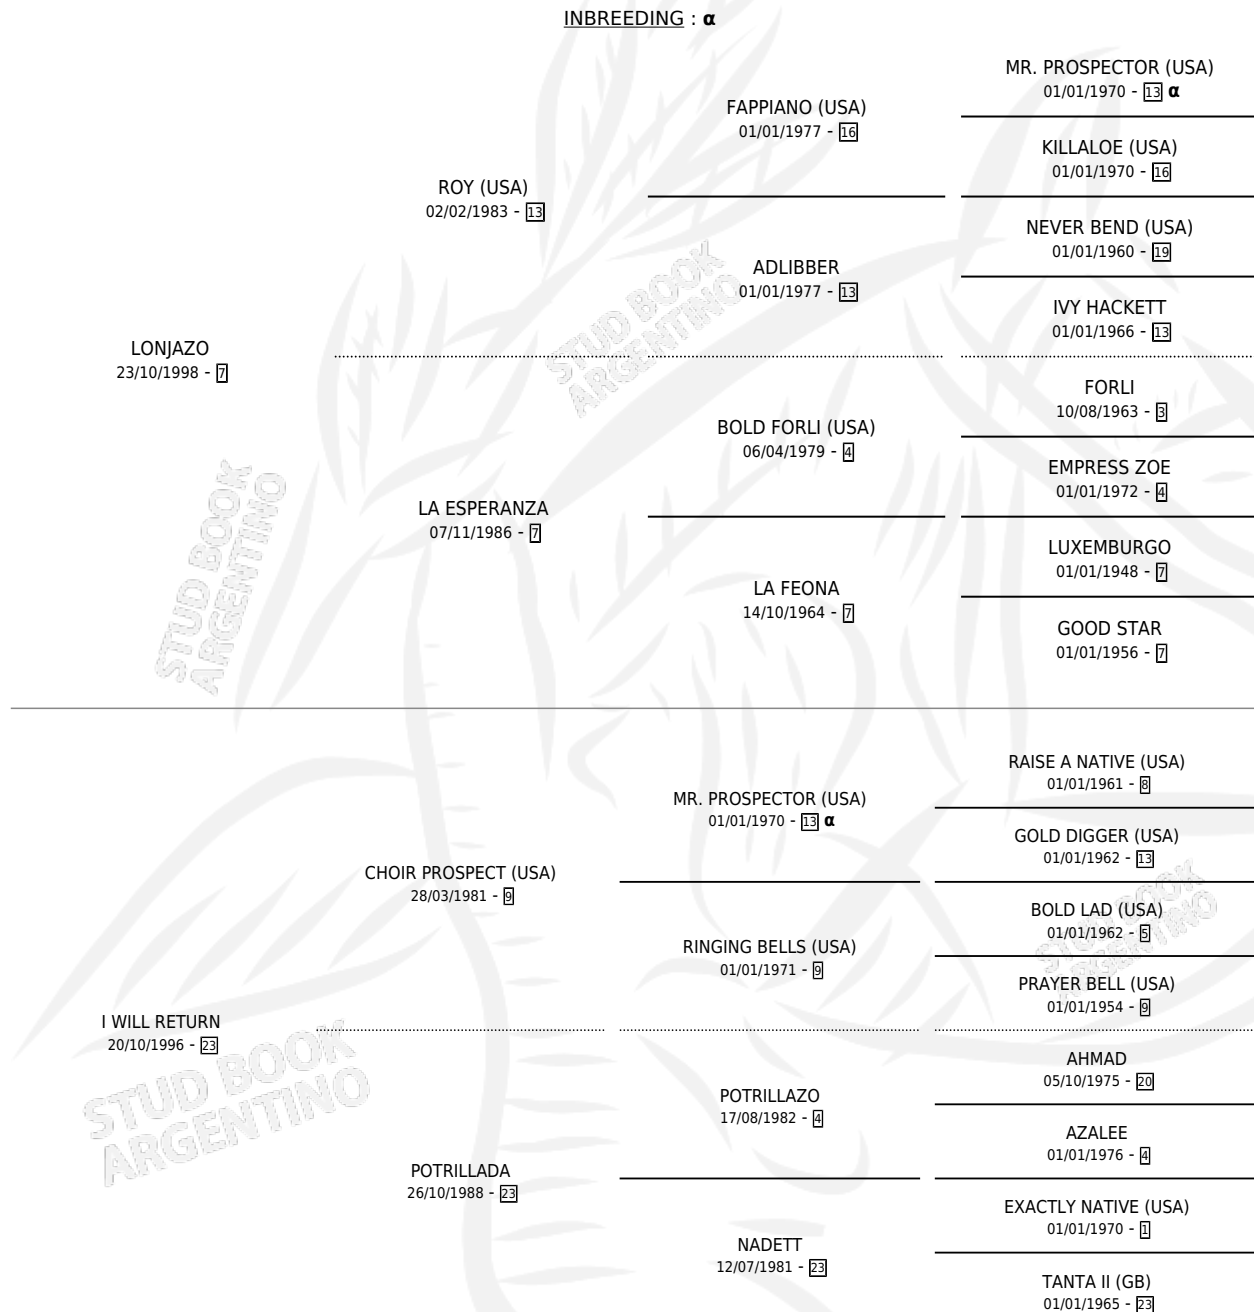 INBREEDING : α
MR. PROSPECTOR (USA)
01/01/1970 - 13 α
FAPPIANO (USA)
01/01/1977 - 16
KILLALOE (USA)
01/01/1970 - 16
ROY (USA)
02/02/1983 - 13
NEVER BEND (USA)
01/01/1960 - 19
ADLIBBER
01/01/1977 - 13
IVY HACKETT
01/01/1966 - 13
LONJAZO
23/10/1998 - 7
FORLI
10/08/1963 - 3
BOLD FORLI (USA)
06/04/1979 - 4
EMPRESS ZOE
01/01/1972 - 4
LA ESPERANZA
07/11/1986 - 7
LUXEMBURGO
01/01/1948 - 7
LA FEONA
14/10/1964 - 7
GOOD STAR
01/01/1956 - 7
STUD BOOK
ARGENTINO
STUD BOOK
ARGENTINO
RAISE A NATIVE (USA)
01/01/1961 - 8
MR. PROSPECTOR (USA)
01/01/1970 - 13 α
GOLD DIGGER (USA)
01/01/1962 - 13
CHOIR PROSPECT (USA)
28/03/1981 - 9
BOLD LAD (USA)
01/01/1962 - 5
RINGING BELLS (USA)
01/01/1971 - 9
PRAYER BELL (USA)
01/01/1954 - 9
I WILL RETURN
20/10/1996 - 23
AHMAD
05/10/1975 - 20
POTRILLAZO
17/08/1982 - 4
AZALEE
01/01/1976 - 4
POTRILLADA
26/10/1988 - 23
EXACTLY NATIVE (USA)
01/01/1970 - 1
NADETT
12/07/1981 - 23
TANTA II (GB)
01/01/1965 - 23
STUD BOOK
ARGENTINO
STUD BOOK
ARGENTINO